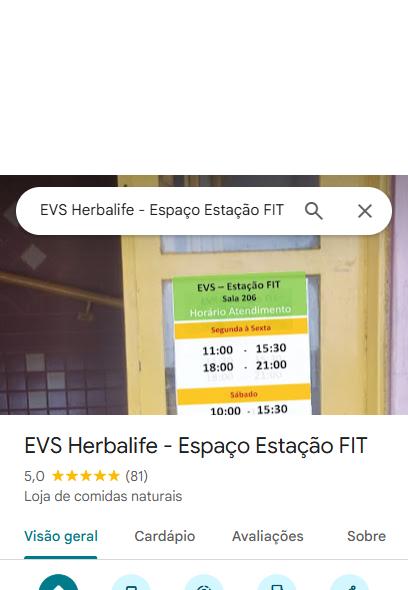 EVS Herbalife - Espaço Estação FIT
EVS – Estação FIT
Sala 206
Horário Atendimento
Segunda à Sexta
11:00 - 15:30
18:00 - 21:00
Sábado
10:00 - 15:30
EVS Herbalife - Espaço Estação FIT
5,0 ★★★★★ (81)
Loja de comidas naturais
Visão geral Cardápio Avaliações Sobre